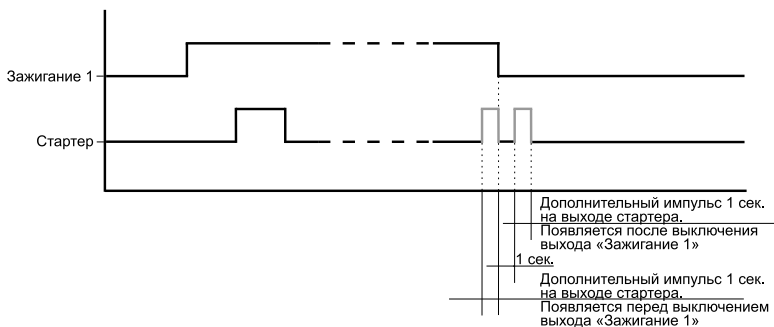 Зажигание 1
Стартер
Дополнительный импульс 1 сек.
на выходе стартера.
Появляется после выключения
выхода «Зажигание 1»
1 сек.
Дополнительный импульс 1 сек.
на выходе стартера.
Появляется перед выключением
выхода «Зажигание 1»